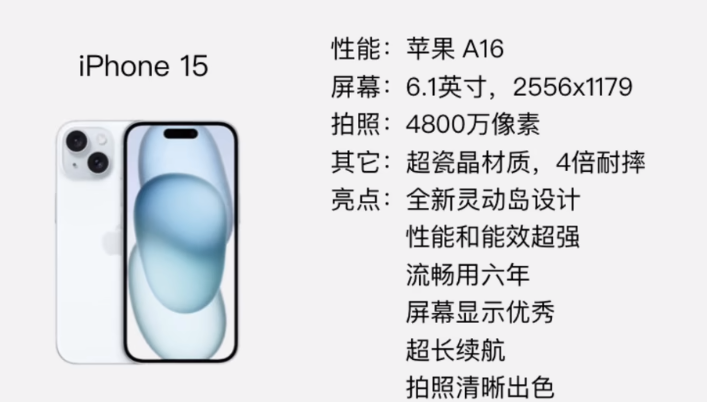 iPhone 15
性能：苹果 A16
屏幕：6.1英寸，2556x1179
拍照：4800万像素
其它：超瓷晶材质，4倍耐摔
亮点：全新灵动岛设计
性能和能效超强
流畅用六年
屏幕显示优秀
超长续航
拍照清晰出色